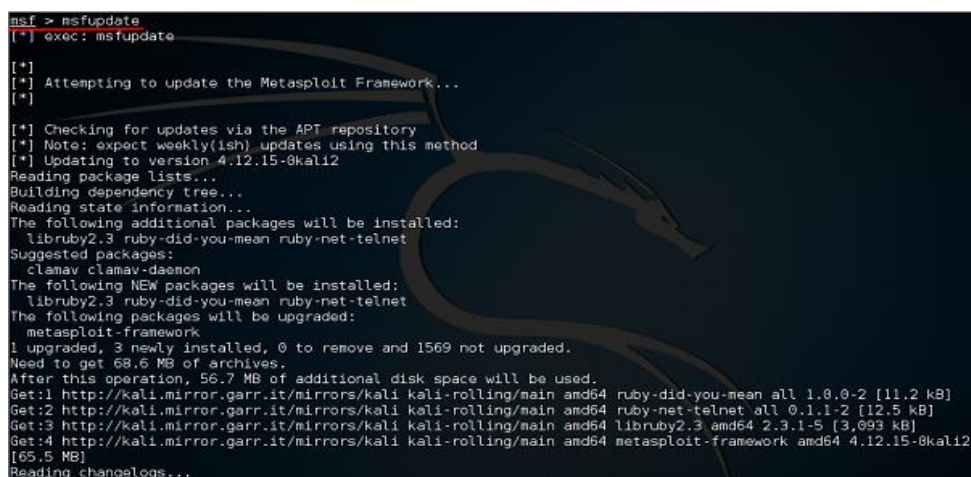 msf > msfupdate
[*] exec: msfupdate
[*]
[*] Attempting to update the Metasploit Framework...
[*]
[*] Checking for updates via the APT repository
[*] Note: expect weekly(ish) updates using this method
[*] Updating to version 4.12.15-0kali2
Reading package lists...
Building dependency tree...
Reading state information...
The following additional packages will be installed:
  libruby2.3 ruby-did-you-mean ruby-net-telnet
Suggested packages:
  clamav clamav-daemon
The following NEW packages will be installed:
  libruby2.3 ruby-did-you-mean ruby-net-telnet
The following packages will be upgraded:
  metasploit-framework
1 upgraded, 3 newly installed, 0 to remove and 1569 not upgraded.
Need to get 68.6 MB of archives.
After this operation, 56.7 MB of additional disk space will be used.
Get:1 http://kali.mirror.garr.it/mirrors/kali kali-rolling/main amd64 ruby-did-you-mean all 1.0.0-2 [11.2 kB]
Get:2 http://kali.mirror.garr.it/mirrors/kali kali-rolling/main amd64 ruby-net-telnet all 0.1.1-2 [12.5 kB]
Get:3 http://kali.mirror.garr.it/mirrors/kali kali-rolling/main amd64 libruby2.3 amd64 2.3.1-5 [3,093 kB]
Get:4 http://kali.mirror.garr.it/mirrors/kali kali-rolling/main amd64 metasploit-framework amd64 4.12.15-0kali2
[65.5 MB]
Reading changelogs...